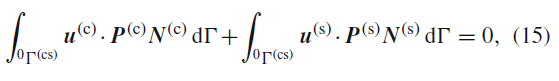 ∫₀Γ(cs) u(c) · P(c) N(c) dΓ + ∫₀Γ(cs) u(s) · P(s) N(s) dΓ = 0, (15)